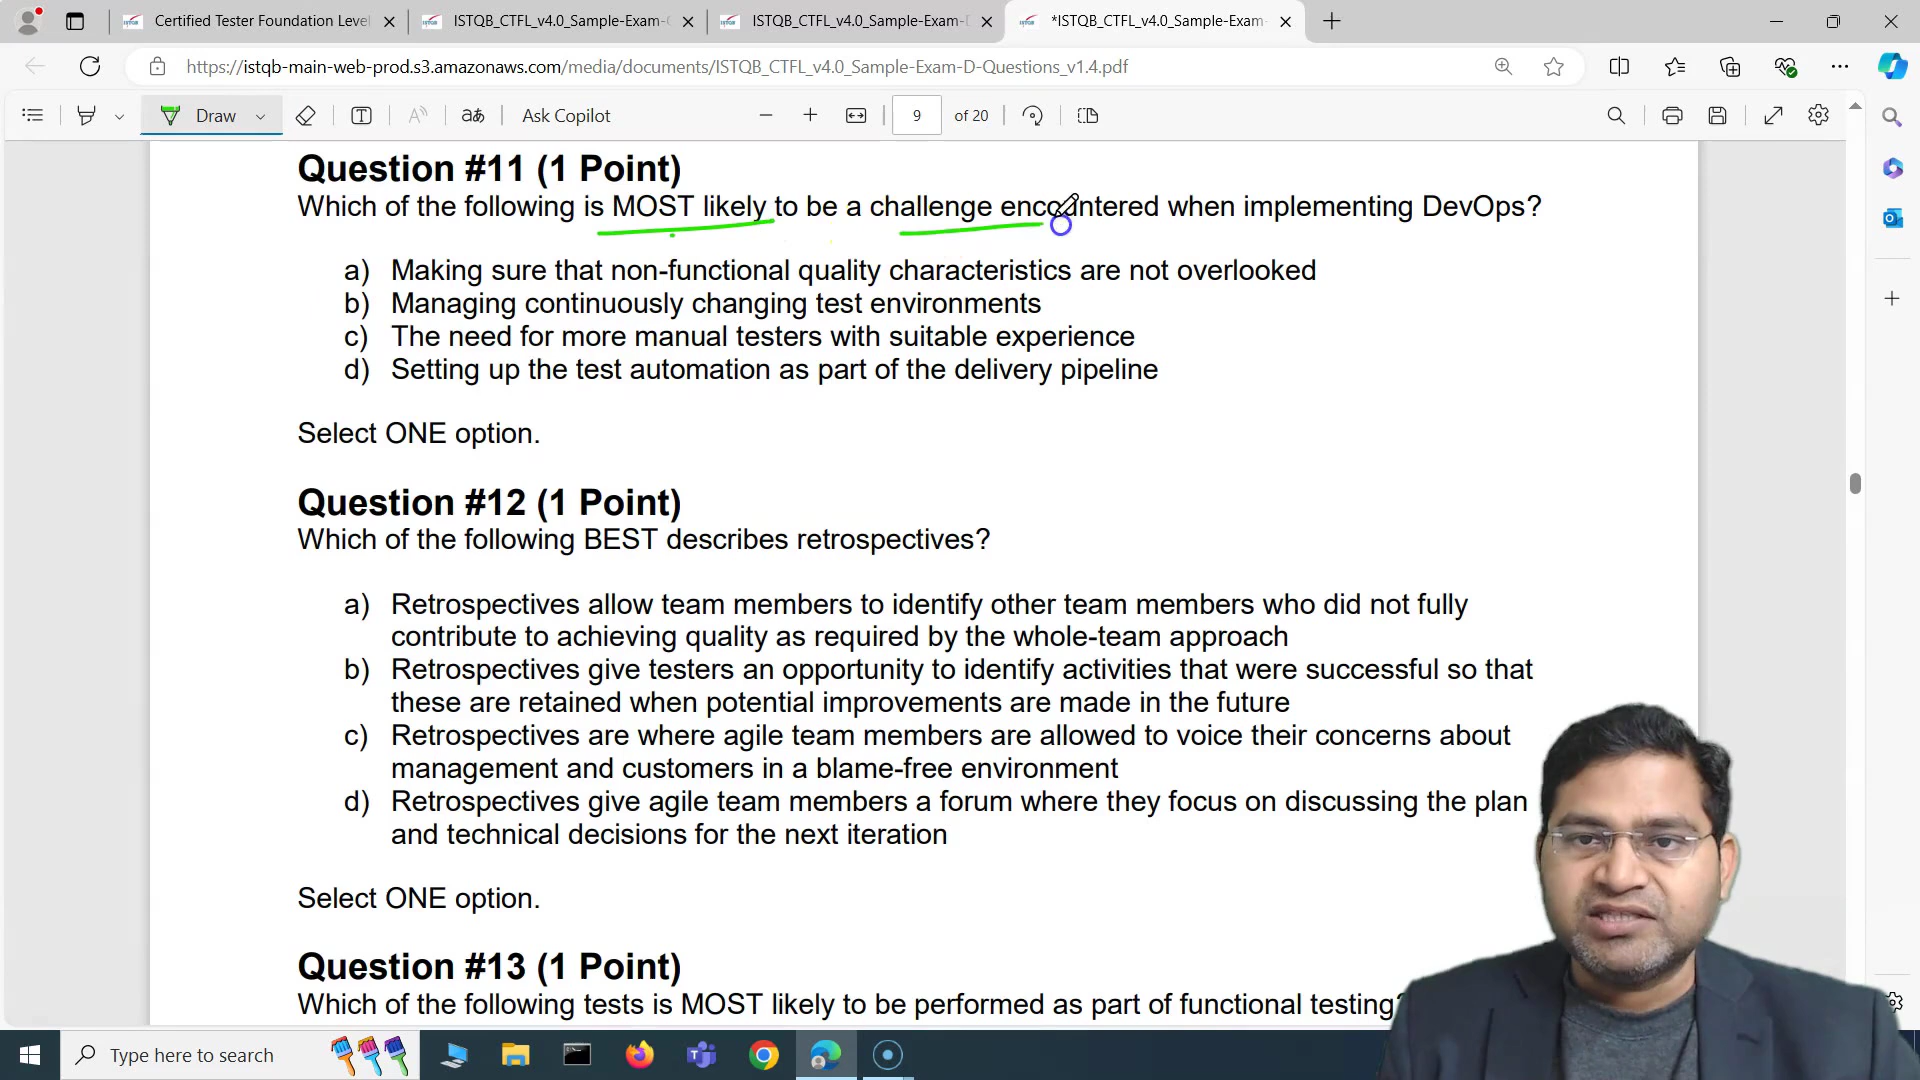 Certified Tester Foundation Level
ISTQB_CTFL_v4.0_Sample-Exam-
ISTQB_CTFL_v4.0_Sample-Exam-D
*ISTQB_CTFL_v4.0_Sample-Exam-
https://istqb-main-web-prod.s3.amazonaws.com/media/documents/ISTQB_CTFL_v4.0_Sample-Exam-D-Questions_v1.4.pdf
Draw
aあ
Ask Copilot
9
of 20
Question #11 (1 Point)
Which of the following is MOST likely to be a challenge encountered when implementing DevOps?
a) Making sure that non-functional quality characteristics are not overlooked
b) Managing continuously changing test environments
c) The need for more manual testers with suitable experience
d) Setting up the test automation as part of the delivery pipeline
Select ONE option.
Question #12 (1 Point)
Which of the following BEST describes retrospectives?
a) Retrospectives allow team members to identify other team members who did not fully
contribute to achieving quality as required by the whole-team approach
b) Retrospectives give testers an opportunity to identify activities that were successful so that
these are retained when potential improvements are made in the future
c) Retrospectives are where agile team members are allowed to voice their concerns about
management and customers in a blame-free environment
d) Retrospectives give agile team members a forum where they focus on discussing the plan
and technical decisions for the next iteration
Select ONE option.
Question #13 (1 Point)
Which of the following tests is MOST likely to be performed as part of functional testing?
Type here to search